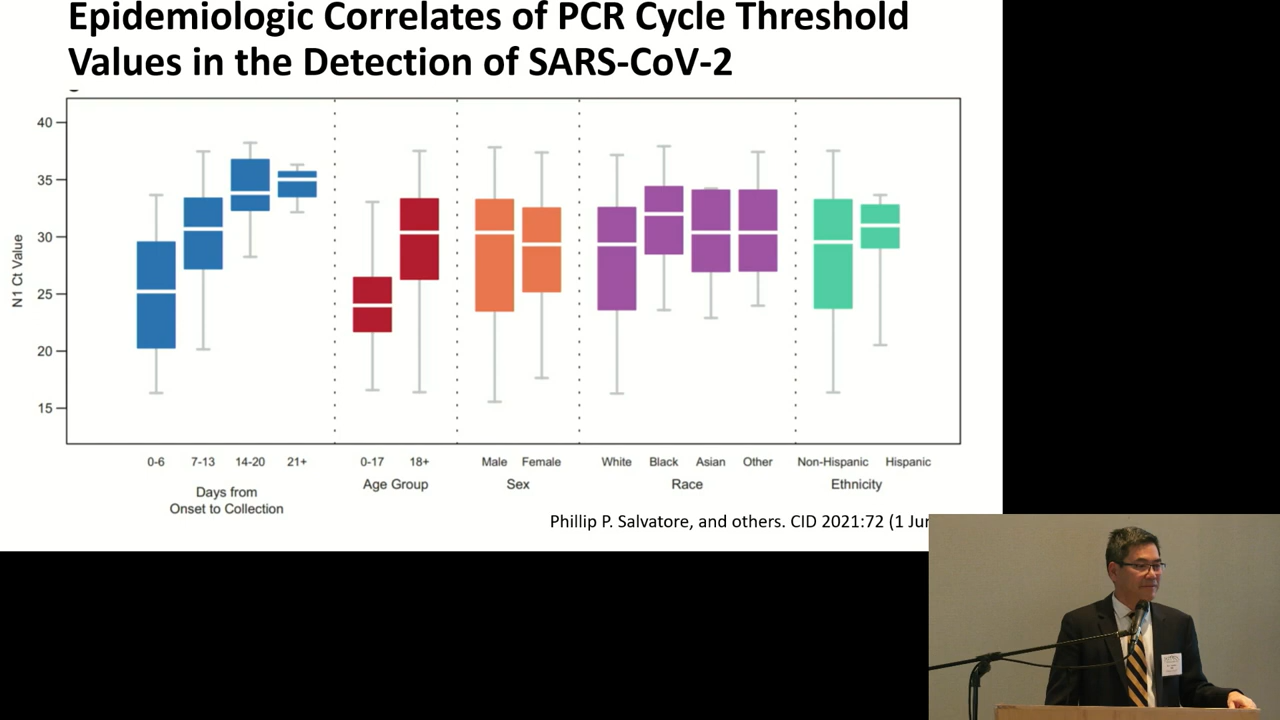 Epidemiologic Correlates of PCR Cycle Threshold
Values in the Detection of SARS-CoV-2
40
35
30
25
20
15
N1 Ct Value
0-6 7-13 14-20 21+ 0-17 18+ Male Female White Black Asian Other Non-Hispanic Hispanic
Days from
Onset to Collection
Age Group Sex Race Ethnicity
Phillip P. Salvatore, and others. CID 2021:72 (1 Jun